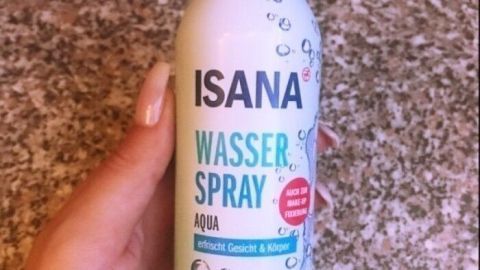 ISANA
WASSER
SPRAY
AQUA
AUCH ZUR
MAKE-UP
FIXIERUNG
erfrischt Gesicht & Körper